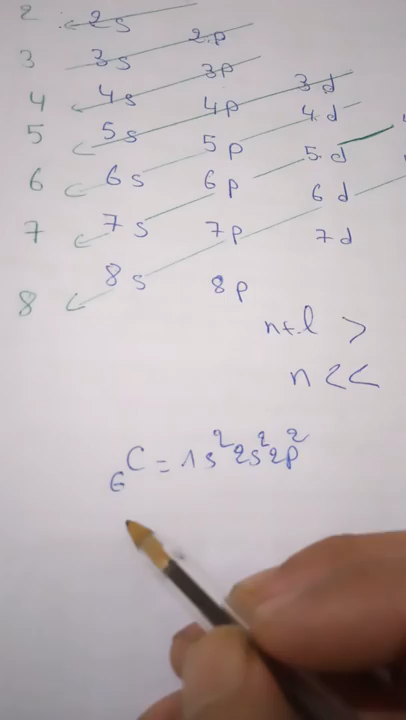 2 2s 2p
3 3s 3p 3d
4 4s 4p 4d
5 5s 5p 5d
6 6s 6p 6d
7 7s 7p 7d
8 8s 8p
n+l >
n <<
6C = 1s² 2s² 2p²